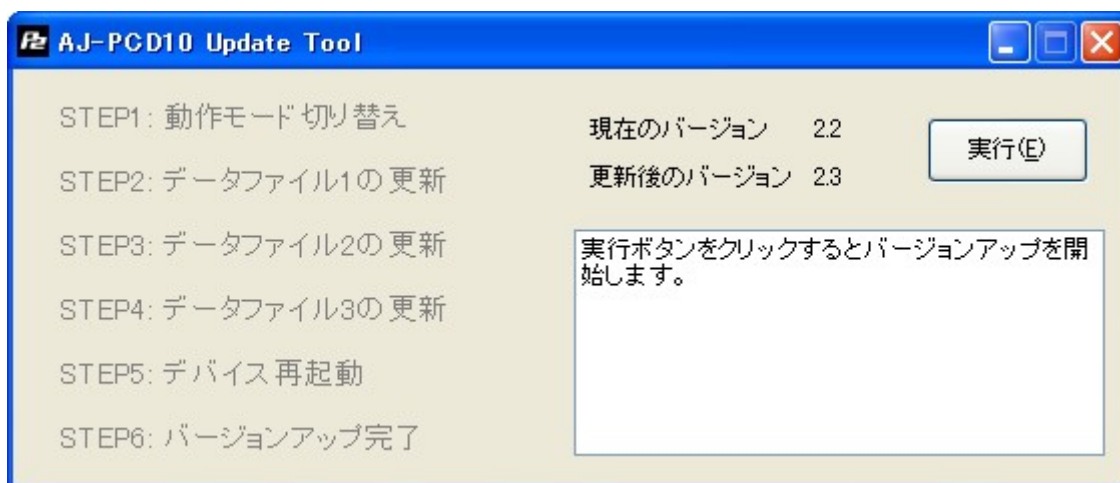 P2 AJ-PCD10 Update Tool
STEP1: 動作モード切り替え
STEP2: データファイル1の更新
STEP3: データファイル2の更新
STEP4: データファイル3の更新
STEP5: デバイス再起動
STEP6: バージョンアップ完了
現在のバージョン 2.2
更新後のバージョン 2.3
実行(E)
実行ボタンをクリックするとバージョンアップを開
始します。